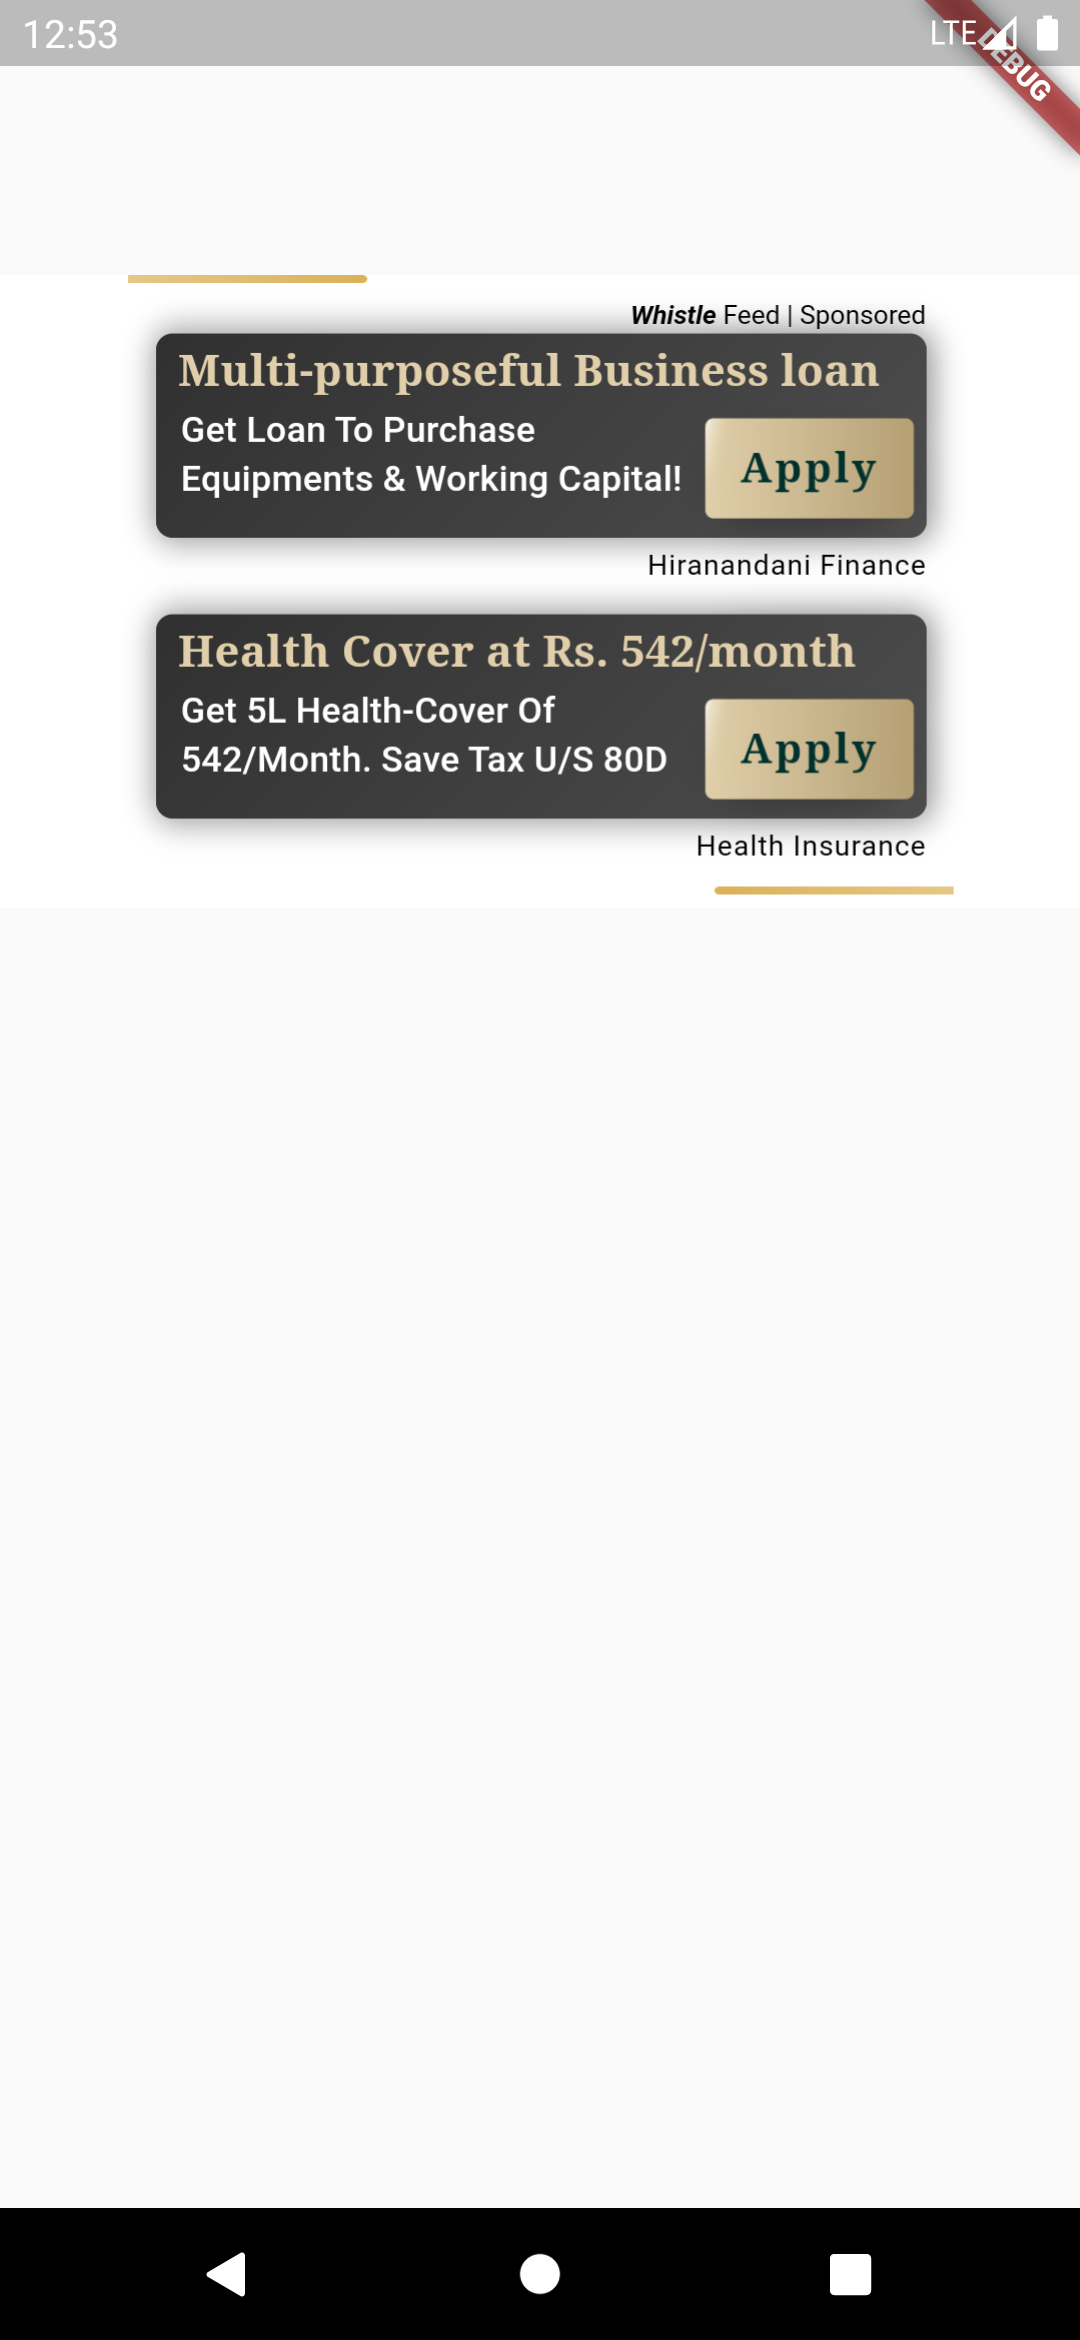 12:53
LTE
DEBUG
Whistle Feed | Sponsored
Multi-purposeful Business loan
Get Loan To Purchase
Equipments & Working Capital!
Apply
Hiranandani Finance
Health Cover at Rs. 542/month
Get 5L Health-Cover Of
542/Month. Save Tax U/S 80D
Apply
Health Insurance